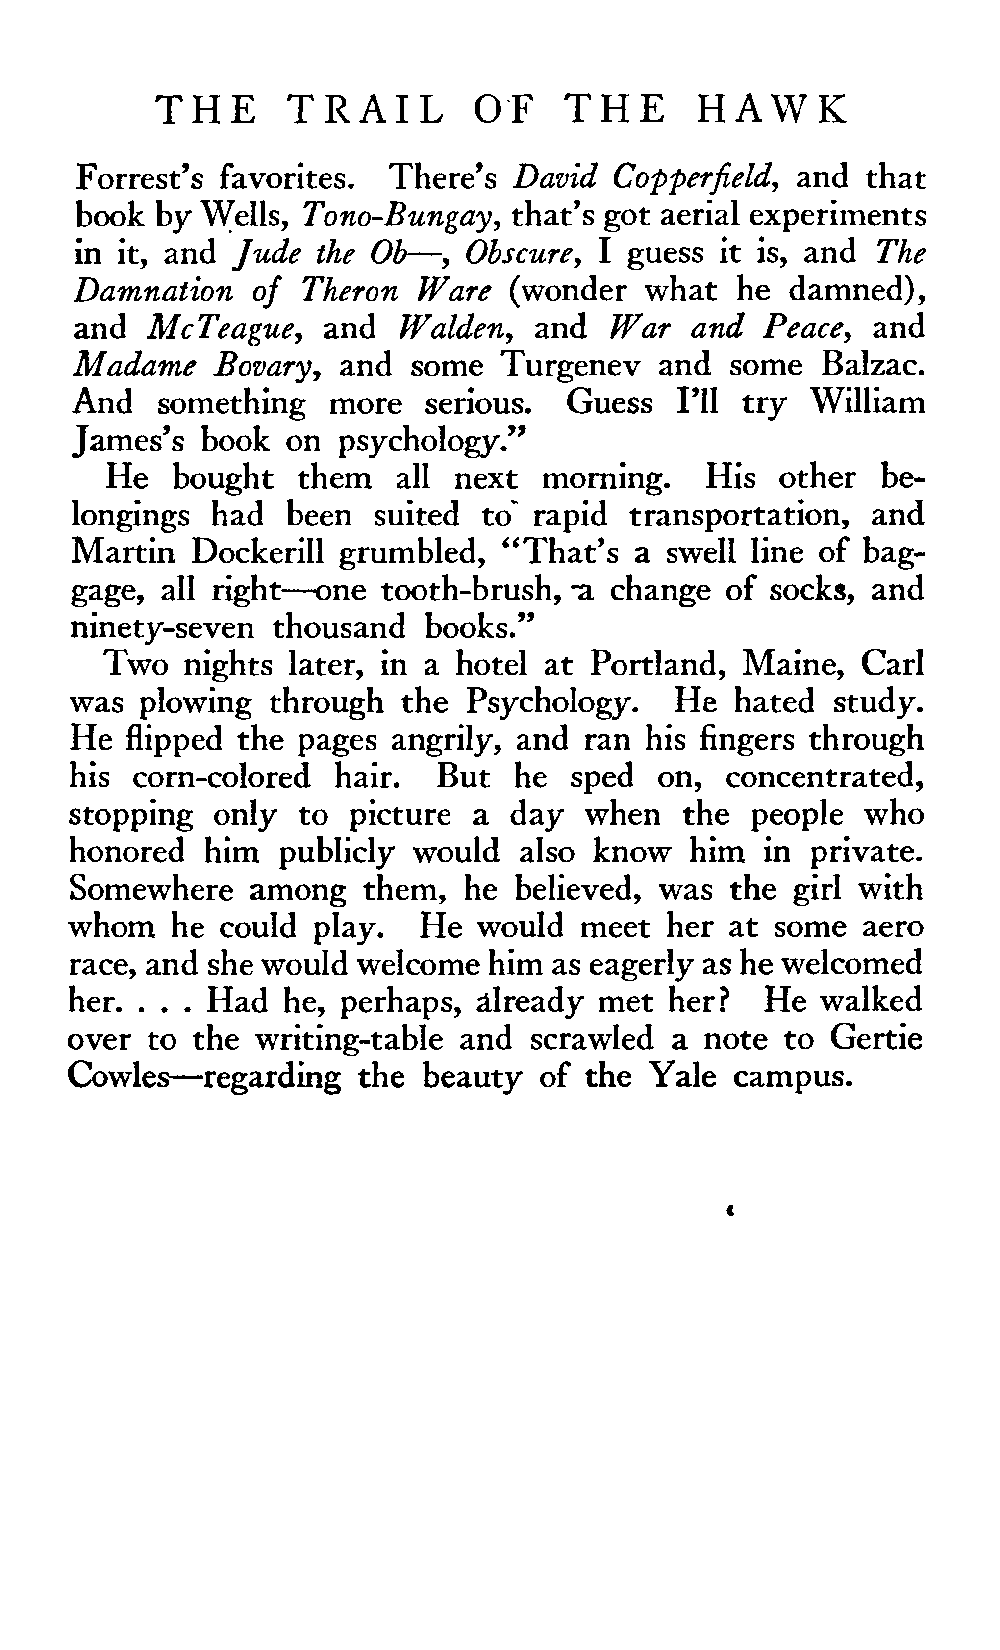 THE TRAIL OF THE HAWK
Forrest's favorites. There's David Copperfield, and that
book by Wells, Tono-Bungay, that's got aerial experiments
in it, and Jude the Ob—, Obscure, I guess it is, and The
Damnation of Theron Ware (wonder what he damned),
and McTeague, and Walden, and War and Peace, and
Madame Bovary, and some Turgenev and some Balzac.
And something more serious. Guess I'll try William
James's book on psychology."
He bought them all next morning. His other be-
longings had been suited to rapid transportation, and
Martin Dockerill grumbled, "That's a swell line of bag-
gage, all right—one tooth-brush, a change of socks, and
ninety-seven thousand books."
Two nights later, in a hotel at Portland, Maine, Carl
was plowing through the Psychology. He hated study.
He flipped the pages angrily, and ran his fingers through
his corn-colored hair. But he sped on, concentrated,
stopping only to picture a day when the people who
honored him publicly would also know him in private.
Somewhere among them, he believed, was the girl with
whom he could play. He would meet her at some aero
race, and she would welcome him as eagerly as he welcomed
her. . . . Had he, perhaps, already met her? He walked
over to the writing-table and scrawled a note to Gertie
Cowles—regarding the beauty of the Yale campus.